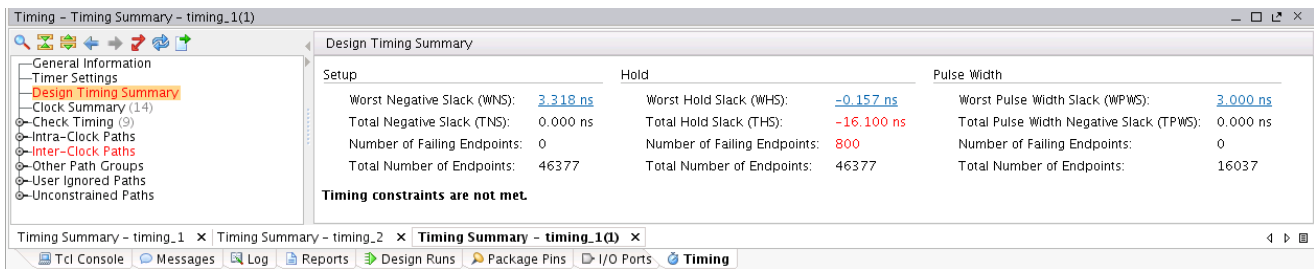 Timing - Timing Summary - timing_1(1)
General Information
Timer Settings
Design Timing Summary
Clock Summary (14)
Check Timing (9)
Intra-Clock Paths
Inter-Clock Paths
Other Path Groups
User Ignored Paths
Unconstrained Paths
Design Timing Summary
Setup Hold Pulse Width
Worst Negative Slack (WNS): 3.318 ns Worst Hold Slack (WHS): -0.157 ns Worst Pulse Width Slack (WPWS): 3.000 ns
Total Negative Slack (TNS): 0.000 ns Total Hold Slack (THS): -16.100 ns Total Pulse Width Negative Slack (TPWS): 0.000 ns
Number of Failing Endpoints: 0 Number of Failing Endpoints: 800 Number of Failing Endpoints: 0
Total Number of Endpoints: 46377 Total Number of Endpoints: 46377 Total Number of Endpoints: 16037
Timing constraints are not met.
Timing Summary - timing_1 Timing Summary - timing_2 Timing Summary - timing_1(1)
Tcl Console Messages Log Reports Design Runs Package Pins I/O Ports Timing